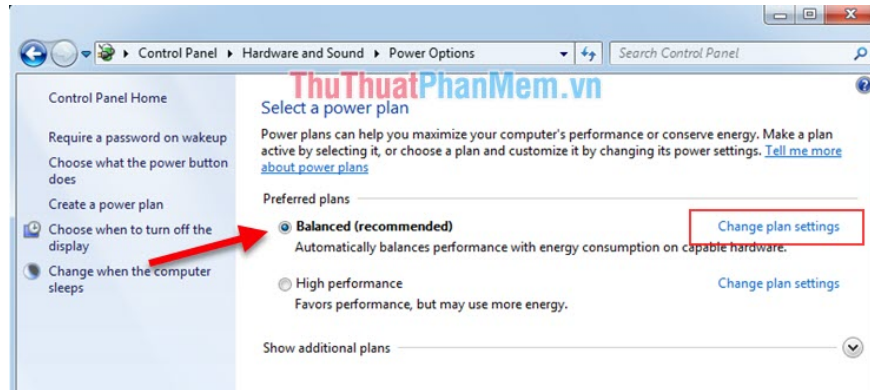 Control Panel Hardware and Sound Power Options Search Control Panel
ThuThuatPhanMem.vn
Control Panel Home
Require a password on wakeup
Choose what the power button
does
Create a power plan
Choose when to turn off the
display
Change when the computer
sleeps
Select a power plan
Power plans can help you maximize your computer's performance or conserve energy. Make a plan
active by selecting it, or choose a plan and customize it by changing its power settings. Tell me more
about power plans
Preferred plans
Balanced (recommended) Change plan settings
Automatically balances performance with energy consumption on capable hardware.
High performance Change plan settings
Favors performance, but may use more energy.
Show additional plans